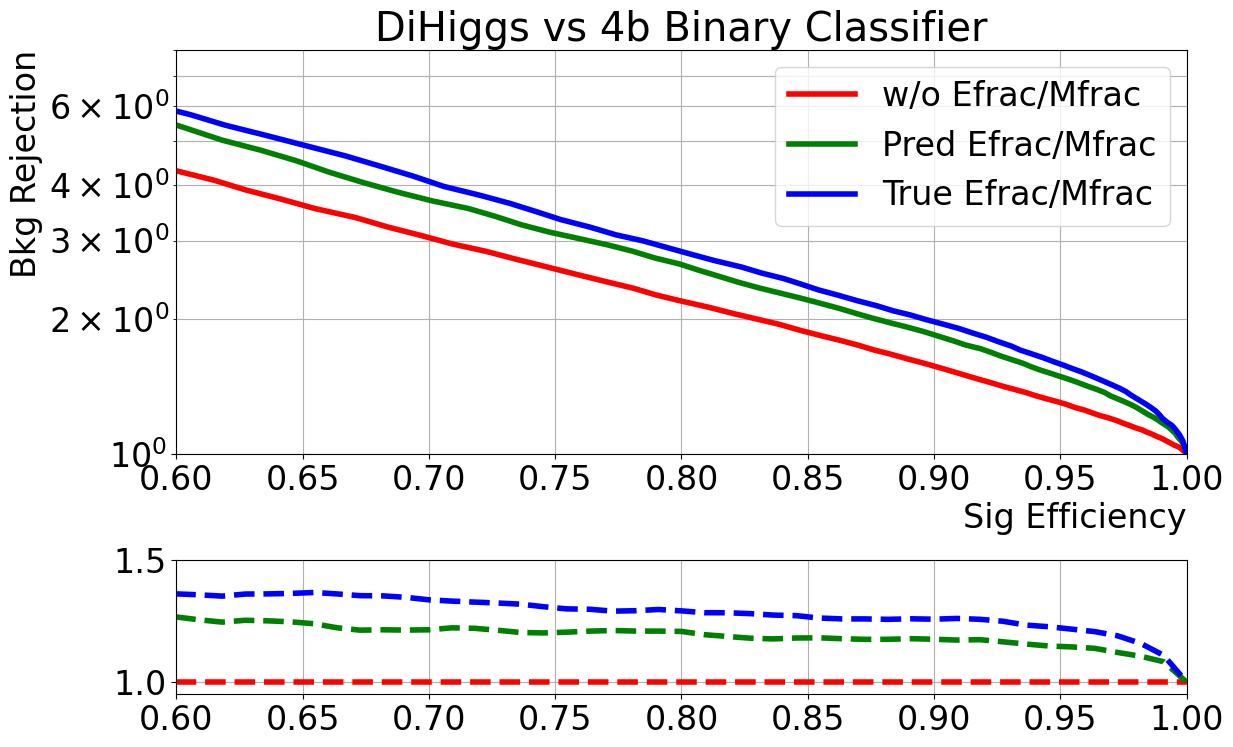 DiHiggs vs 4b Binary Classifier
Bkg Rejection
6 × 10⁰
4 × 10⁰
3 × 10⁰
2 × 10⁰
10⁰
w/o Efrac/Mfrac
Pred Efrac/Mfrac
True Efrac/Mfrac
0.60 0.65 0.70 0.75 0.80 0.85 0.90 0.95 1.00
Sig Efficiency
1.5
1.0
0.60 0.65 0.70 0.75 0.80 0.85 0.90 0.95 1.00